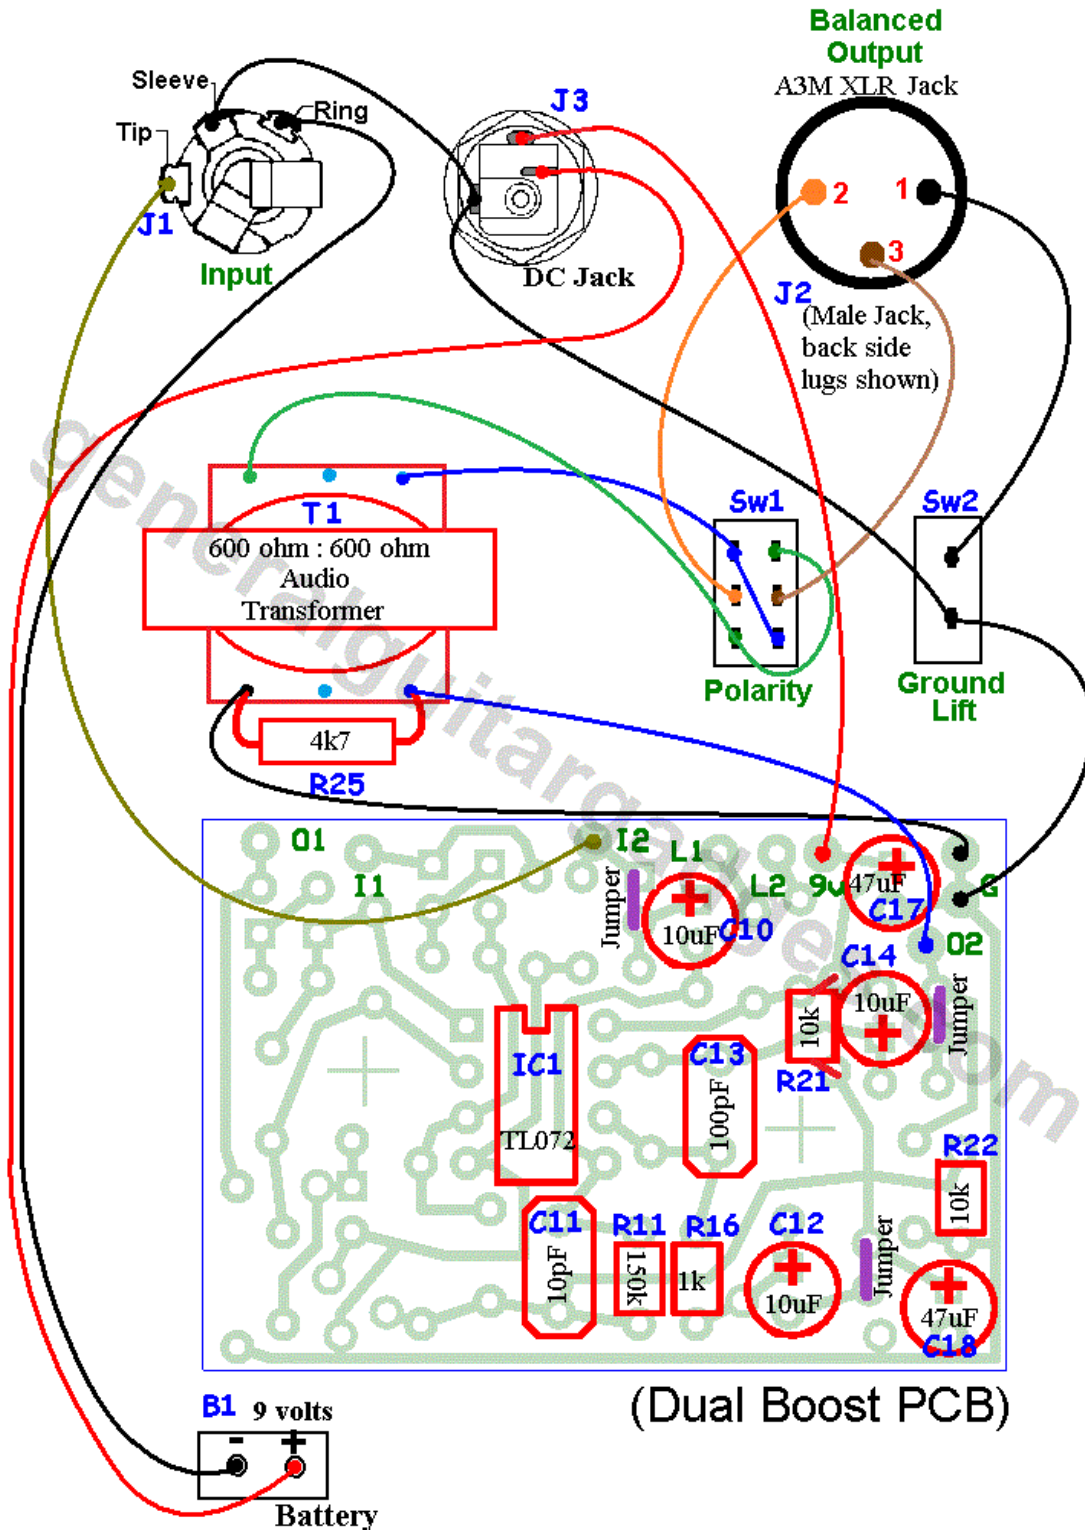 Balanced
Output
A3M XLR Jack
Sleeve
Ring
Tip
J1
Input
J3
DC Jack
1
2
3
J2
(Male Jack,
back side
lugs shown)
T1
600 ohm : 600 ohm
Audio
Transformer
Sw1
Polarity
Sw2
Ground
Lift
4k7
R25
O1
I1
I2
L1
L2
9v
G
O2
Jumper
+
10uF
C10
+
47uF
C17
C14
10uF
+
Jumper
10k
R21
IC1
TL072
C13
100pF
R22
10k
C11
10pF
R11
150k
R16
1k
C12
+
10uF
Jumper
+
47uF
C18
(Dual Boost PCB)
B1
9 volts
- +
Battery
generalguitargadgets.com